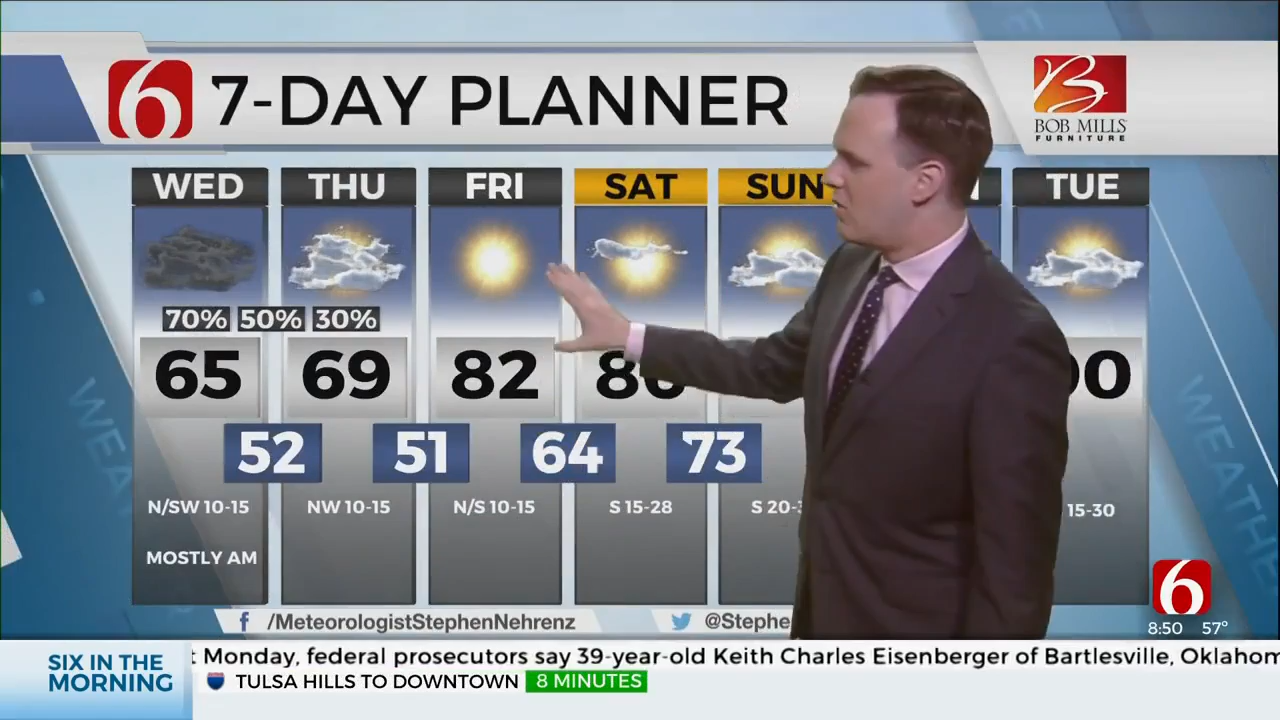 6 7-DAY PLANNER
B
BOB MILLS
FURNITURE
WED THU FRI SAT SUN TUE
70% 50% 30%
65 69 82
52 51 64 73
N/SW 10-15 NW 10-15 N/S 10-15 S 15-28 S 20- 15-30
MOSTLY AM
f /MeteorologistStephenNehrenz @Stephe
6
8:50 57°
SIX IN THE
MORNING
t Monday, federal prosecutors say 39-year-old Keith Charles Eisenberger of Bartlesville, Oklahom
TULSA HILLS TO DOWNTOWN 8 MINUTES